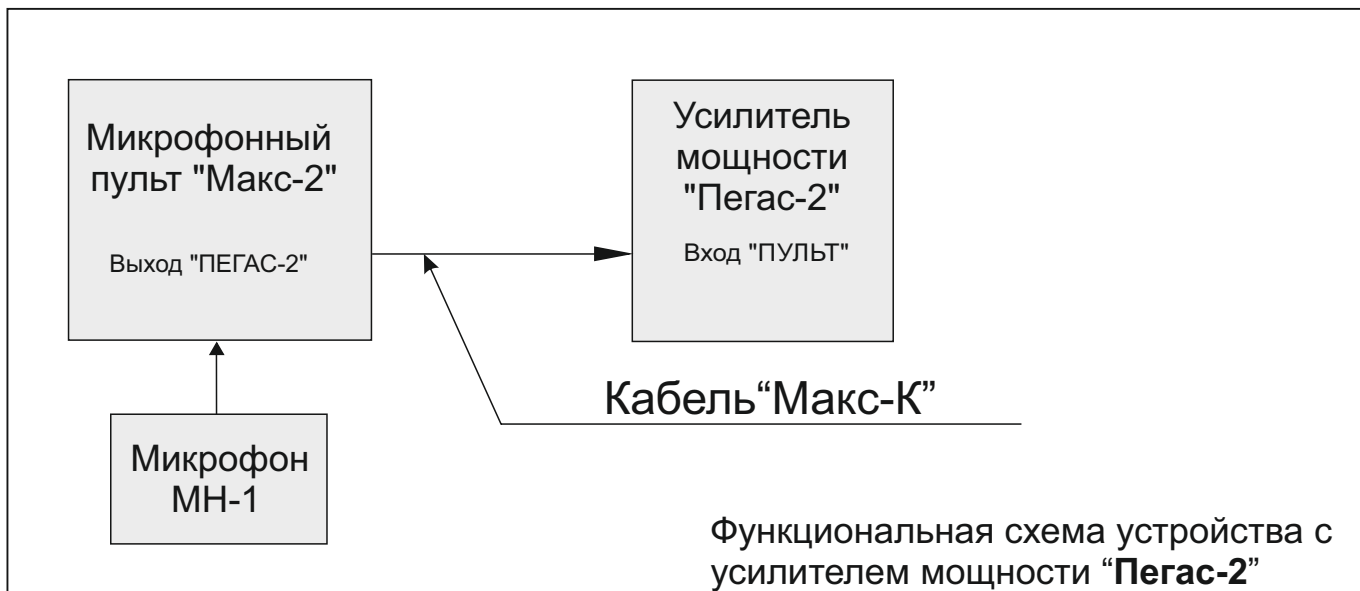 Микрофонный
пульт "Макс-2"
Выход "ПЕГАС-2"
Усилитель
мощности
"Пегас-2"
Вход "ПУЛЬТ"
Кабель“Макс-К”
Микрофон
МН-1
Функциональная схема устройства с
усилителем мощности “Пегас-2”